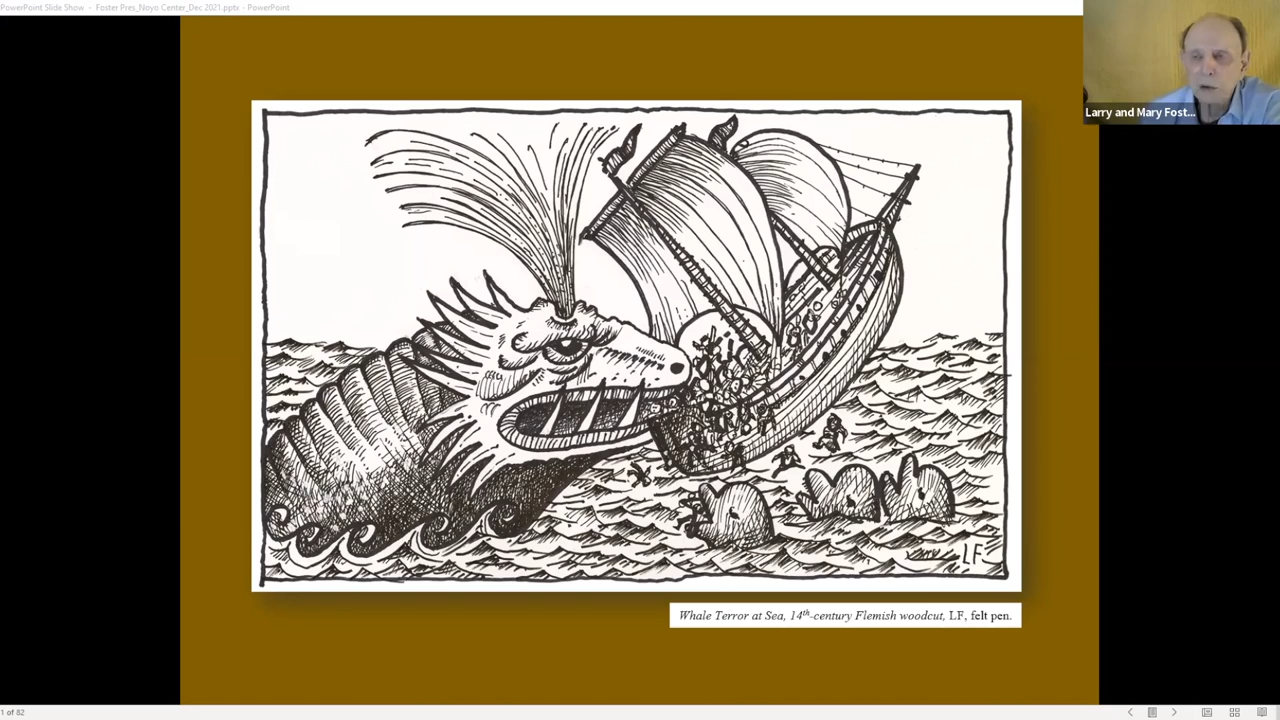 PowerPoint Slide Show - Foster Pres_Noyo Center_Dec 2021.pptx - PowerPoint
Larry and Mary Fost...
LF
Whale Terror at Sea, 14th-century Flemish woodcut, LF, felt pen.
1 of 82